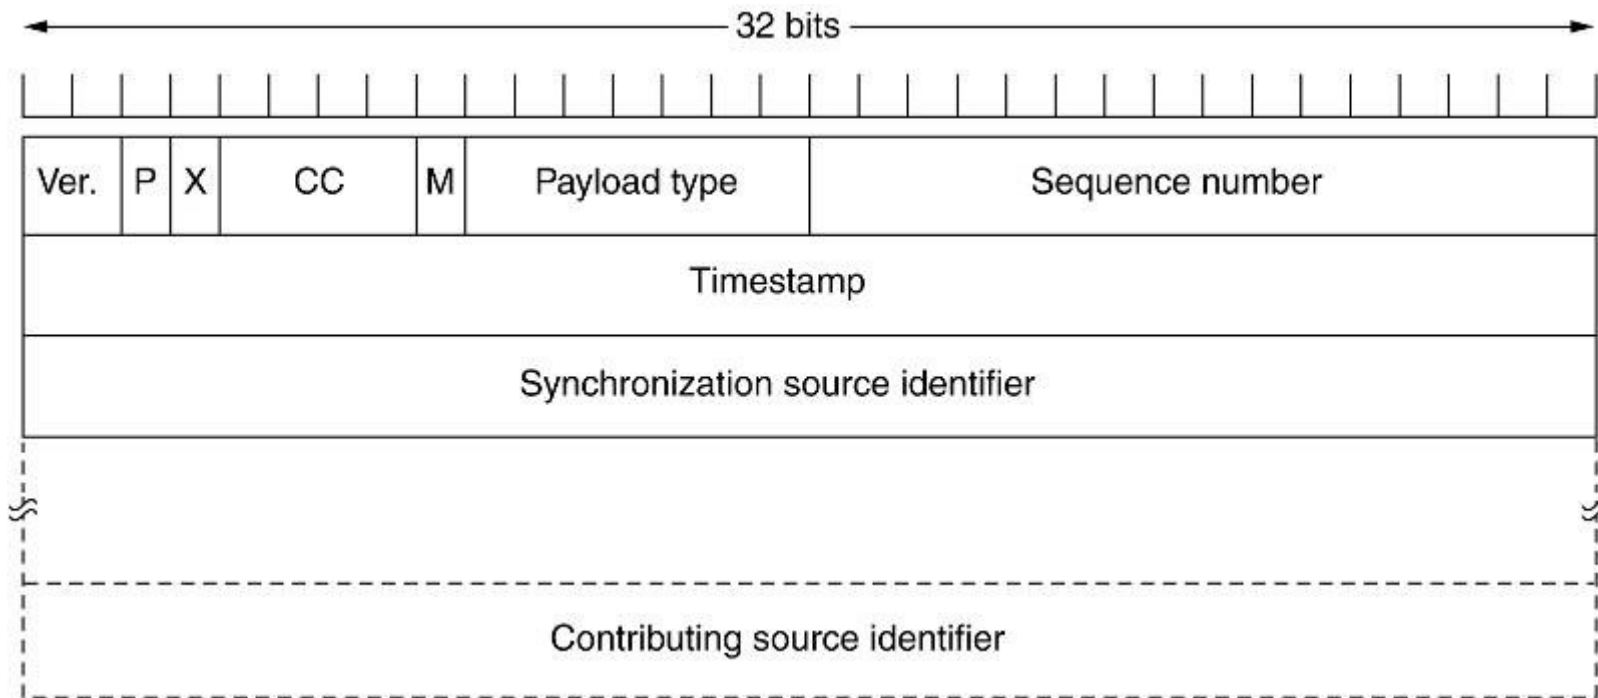 32 bits
Ver. P X CC M Payload type Sequence number
Timestamp
Synchronization source identifier
Contributing source identifier